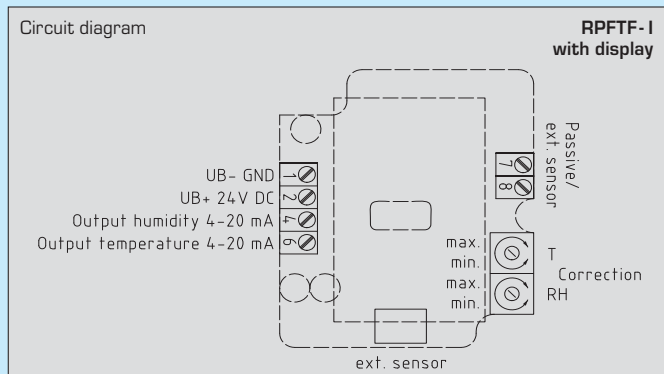 Circuit diagram
RPFTF-I
with display
UB- GND
1
UB+ 24V DC
2
Output humidity 4-20 mA
4
Output temperature 4-20 mA
6
Passive/
ext. sensor
7
8
max.
min.
T
Correction
max.
min.
RH
ext. sensor